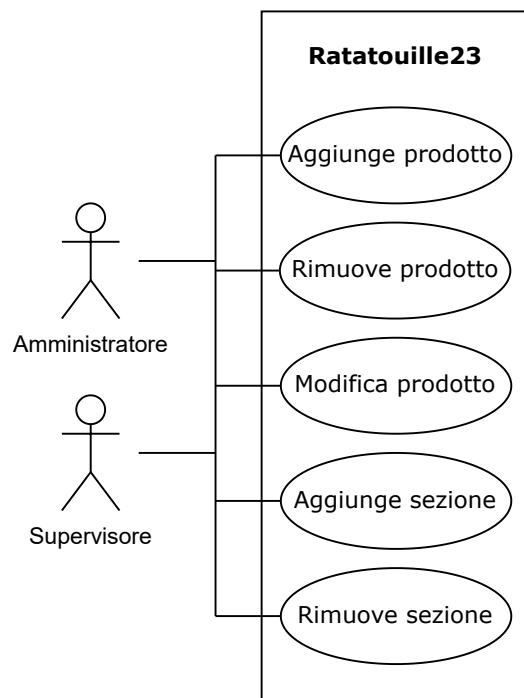 Ratatouille23
Aggiunge prodotto
Rimuove prodotto
Amministratore
Modifica prodotto
Aggiunge sezione
Supervisore
Rimuove sezione